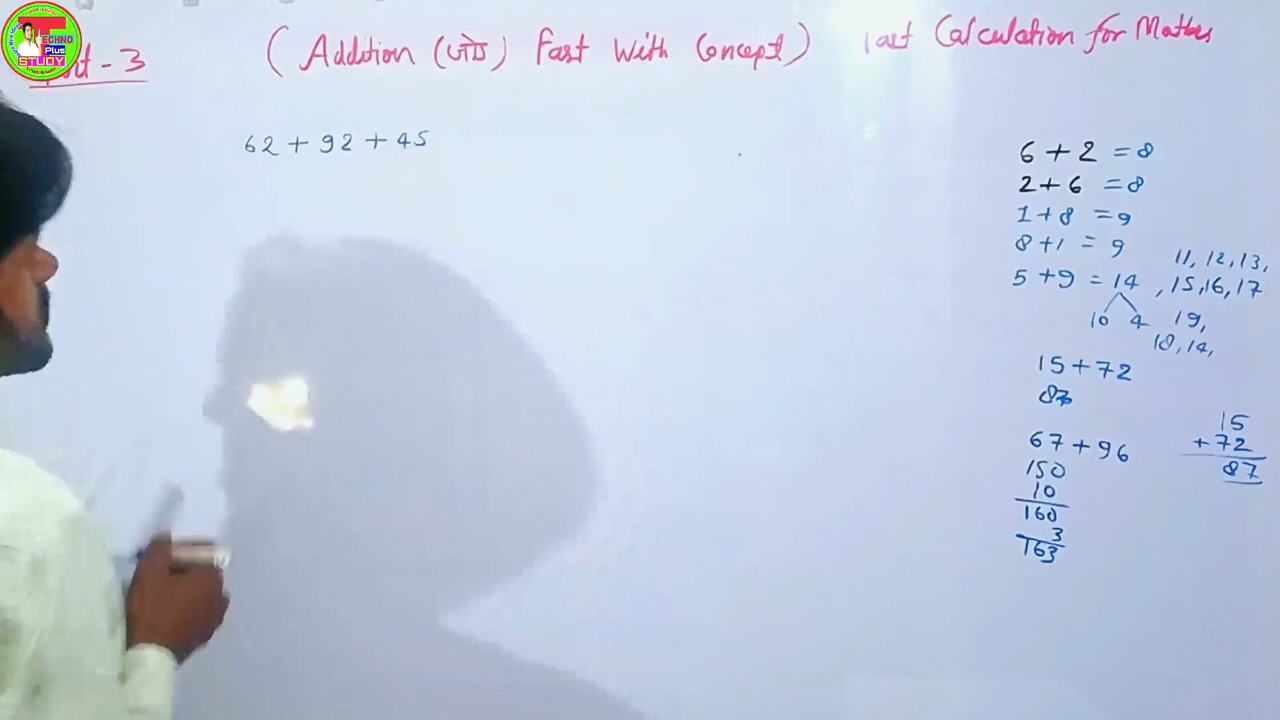 TECHNO
Plus
STUDY
Part - 3
(Addition (जोड़) Fast With Concept) Fast Calculation for Maths
62 + 92 + 45
6 + 2 = 8
2 + 6 = 8
1 + 8 = 9
8 + 1 = 9
11, 12, 13,
5 + 9 = 14 , 15, 16, 17
10 4 19,
18, 14,
15 + 72
87
15
+ 72
87
67 + 96
150
10
160
3
163